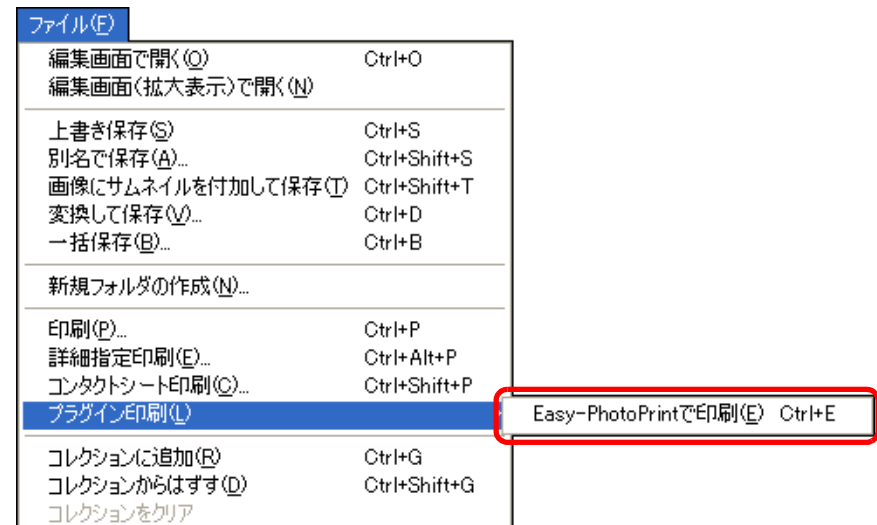 ファイル(F)
編集画面で開く(O) Ctrl+O
編集画面(拡大表示)で開く(N)
上書き保存(S) Ctrl+S
別名で保存(A)... Ctrl+Shift+S
画像にサムネイルを付加して保存(T) Ctrl+Shift+T
変換して保存(V)... Ctrl+D
一括保存(B)... Ctrl+B
新規フォルダの作成(N)...
印刷(P)... Ctrl+P
詳細指定印刷(E)... Ctrl+Alt+P
コンタクトシート印刷(C)... Ctrl+Shift+P
プラグイン印刷(L)
Easy-PhotoPrintで印刷(E) Ctrl+E
コレクションに追加(R) Ctrl+G
コレクションからはずす(D) Ctrl+Shift+G
コレクションをクリア